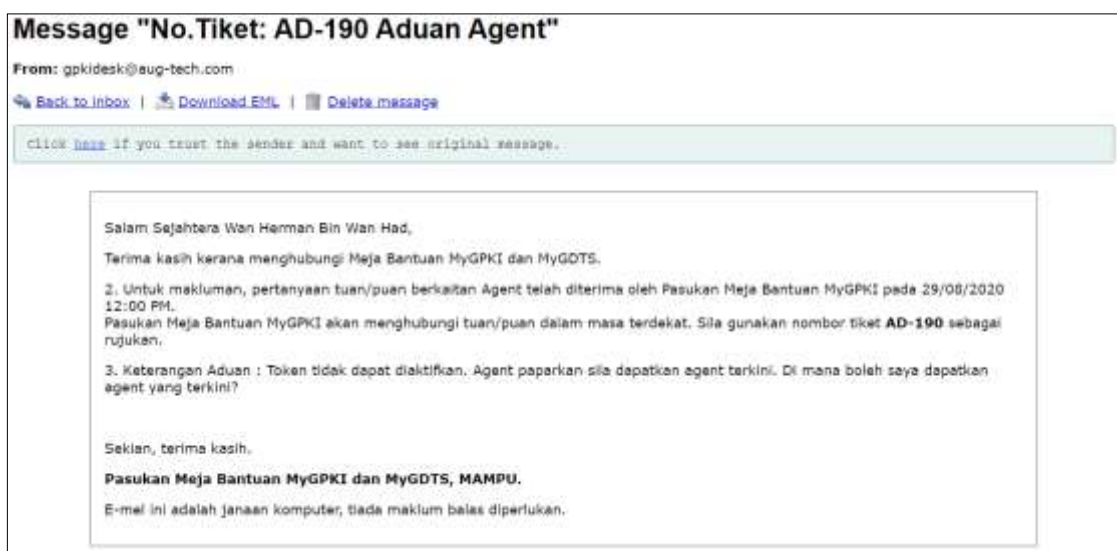 Message "No.Tiket: AD-190 Aduan Agent"
From: gpkidesk@aug-tech.com
Back to inbox | Download EML | Delete message
Click here if you trust the sender and want to see original message.
Salam Sejahtera Wan Herman Bin Wan Had,
Terima kasih kerana menghubungi Meja Bantuan MyGPKI dan MyGDTS.
2. Untuk makluman, pertanyaan tuan/puan berkaitan Agent telah diterima oleh Pasukan Meja Bantuan MyGPKI pada 29/08/2020
12:00 PM.
Pasukan Meja Bantuan MyGPKI akan menghubungi tuan/puan dalam masa terdekat. Sila gunakan nombor tiket AD-190 sebagai
rujukan.
3. Keterangan Aduan : Token tidak dapat diaktifkan. Agent paparkan sila dapatkan agent terkini. Di mana boleh saya dapatkan
agent yang terkini?
Sekian, terima kasih.
Pasukan Meja Bantuan MyGPKI dan MyGDTS, MAMPU.
E-mel ini adalah janaan komputer, tiada maklum balas diperlukan.